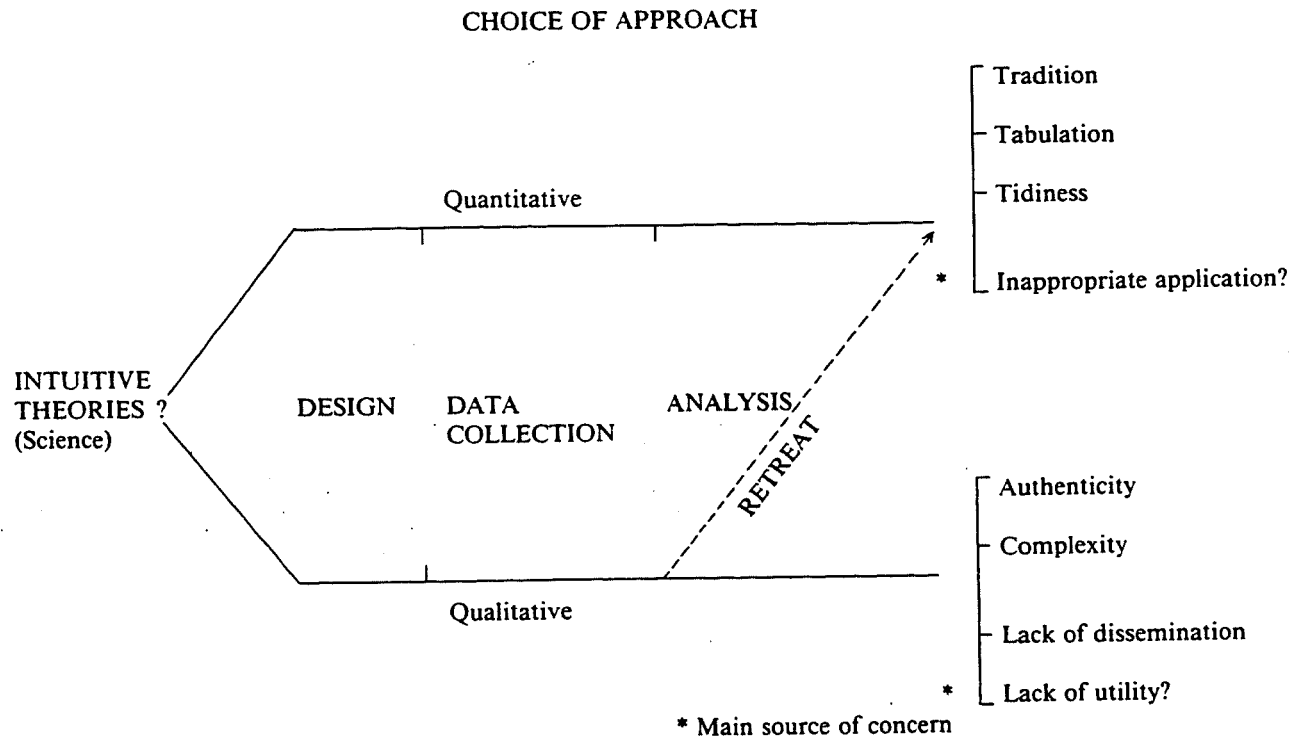 CHOICE OF APPROACH
Tradition
Tabulation
Tidiness
* Inappropriate application?
Quantitative
INTUITIVE
THEORIES ?
(Science)
DESIGN
DATA
COLLECTION
ANALYSIS
RETREAT
Qualitative
Authenticity
Complexity
Lack of dissemination
* Lack of utility?
* Main source of concern